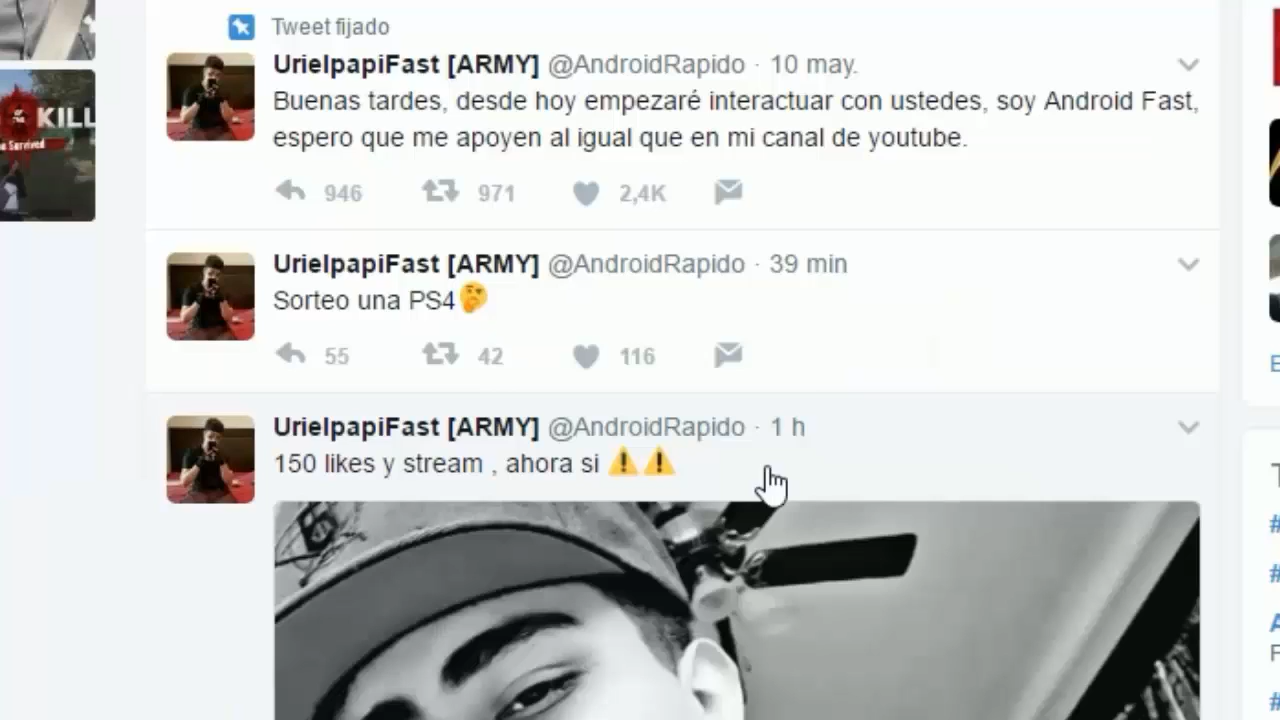 Tweet fijado
UrielpapiFast [ARMY] @AndroidRapido · 10 may.
Buenas tardes, desde hoy empezaré interactuar con ustedes, soy Android Fast,
espero que me apoyen al igual que en mi canal de youtube.
946 971 2,4K
KILL
Survived
UrielpapiFast [ARMY] @AndroidRapido · 39 min
Sorteo una PS4🤔
55 42 116
UrielpapiFast [ARMY] @AndroidRapido · 1 h
150 likes y stream , ahora si ⚠️⚠️
#
#
#